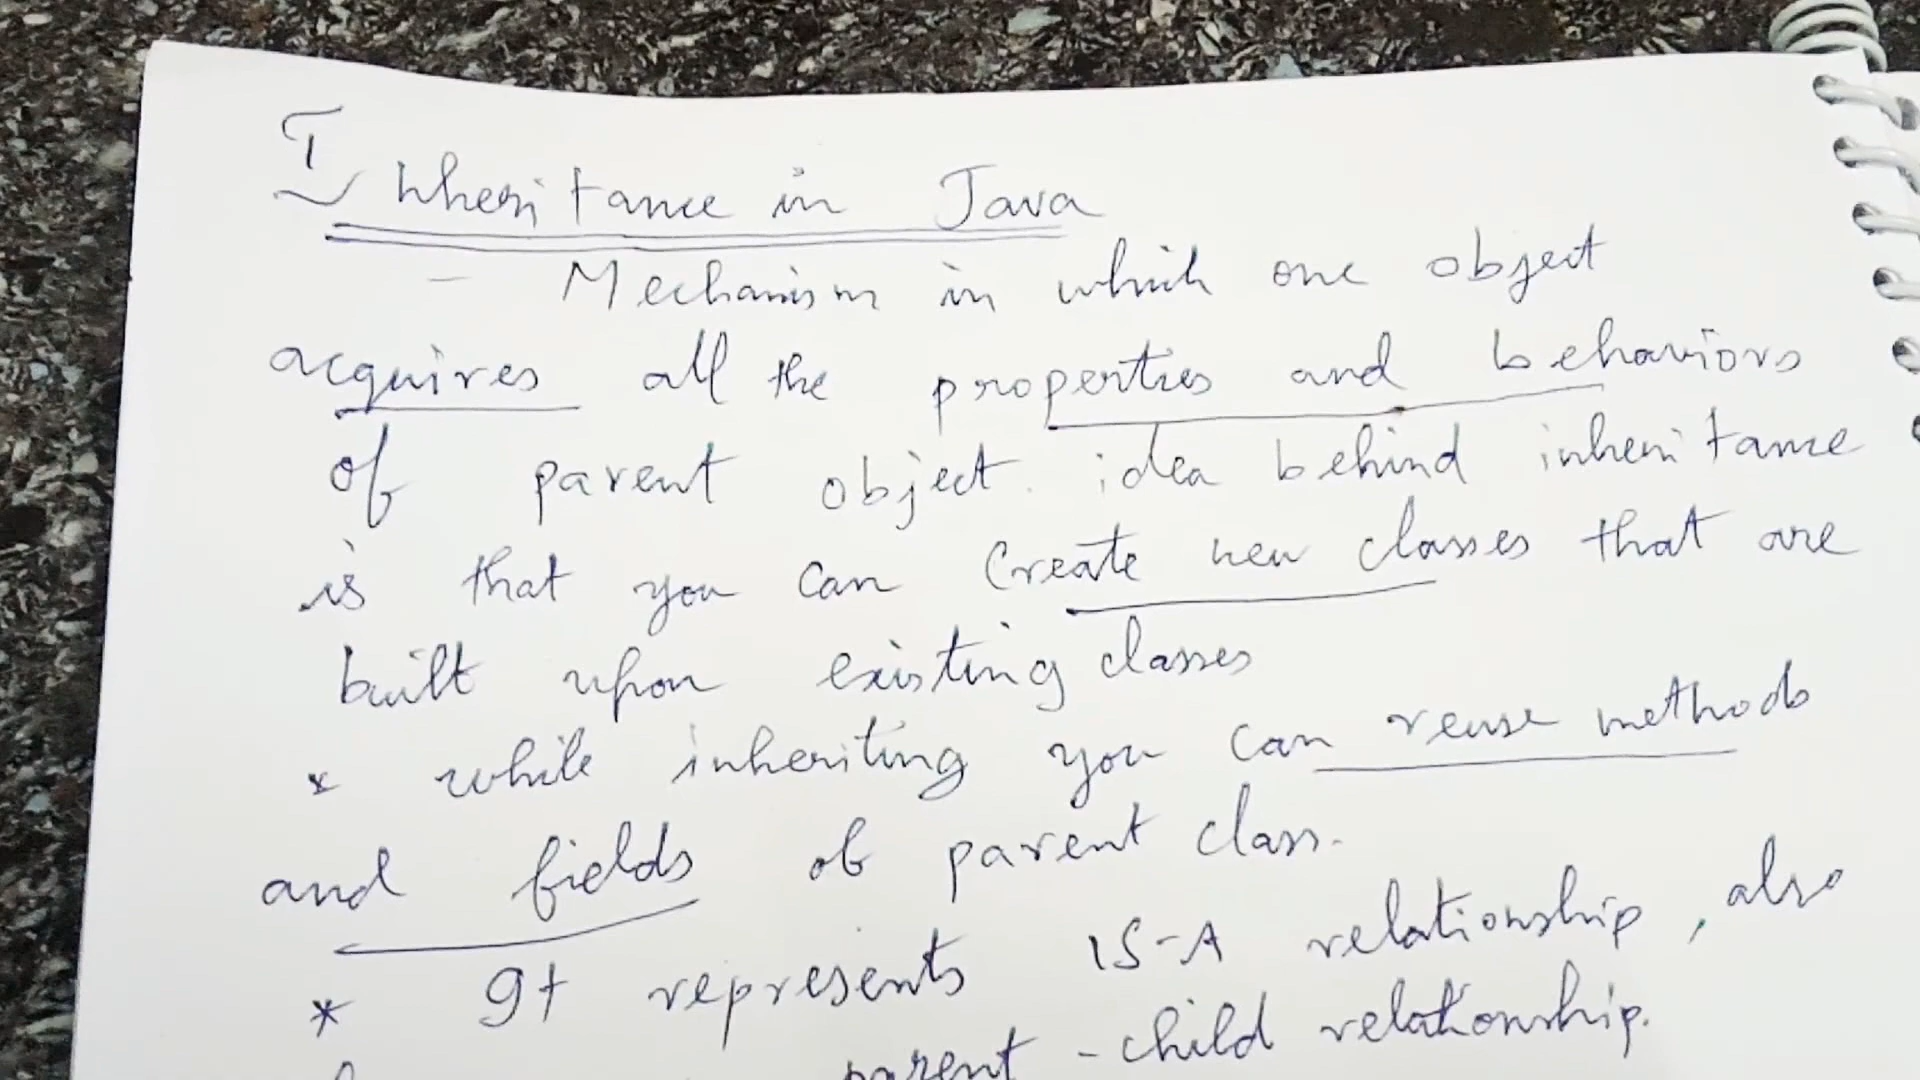 Inheritance in Java
- Mechanism in which one object
acquires all the properties and behaviors
of parent object. idea behind inheritance
is that you can Create new classes that are
built upon existing classes
* while inheriting you can reuse methods
and fields of parent class.
* It represents IS-A relationship, also
parent-child relationship.